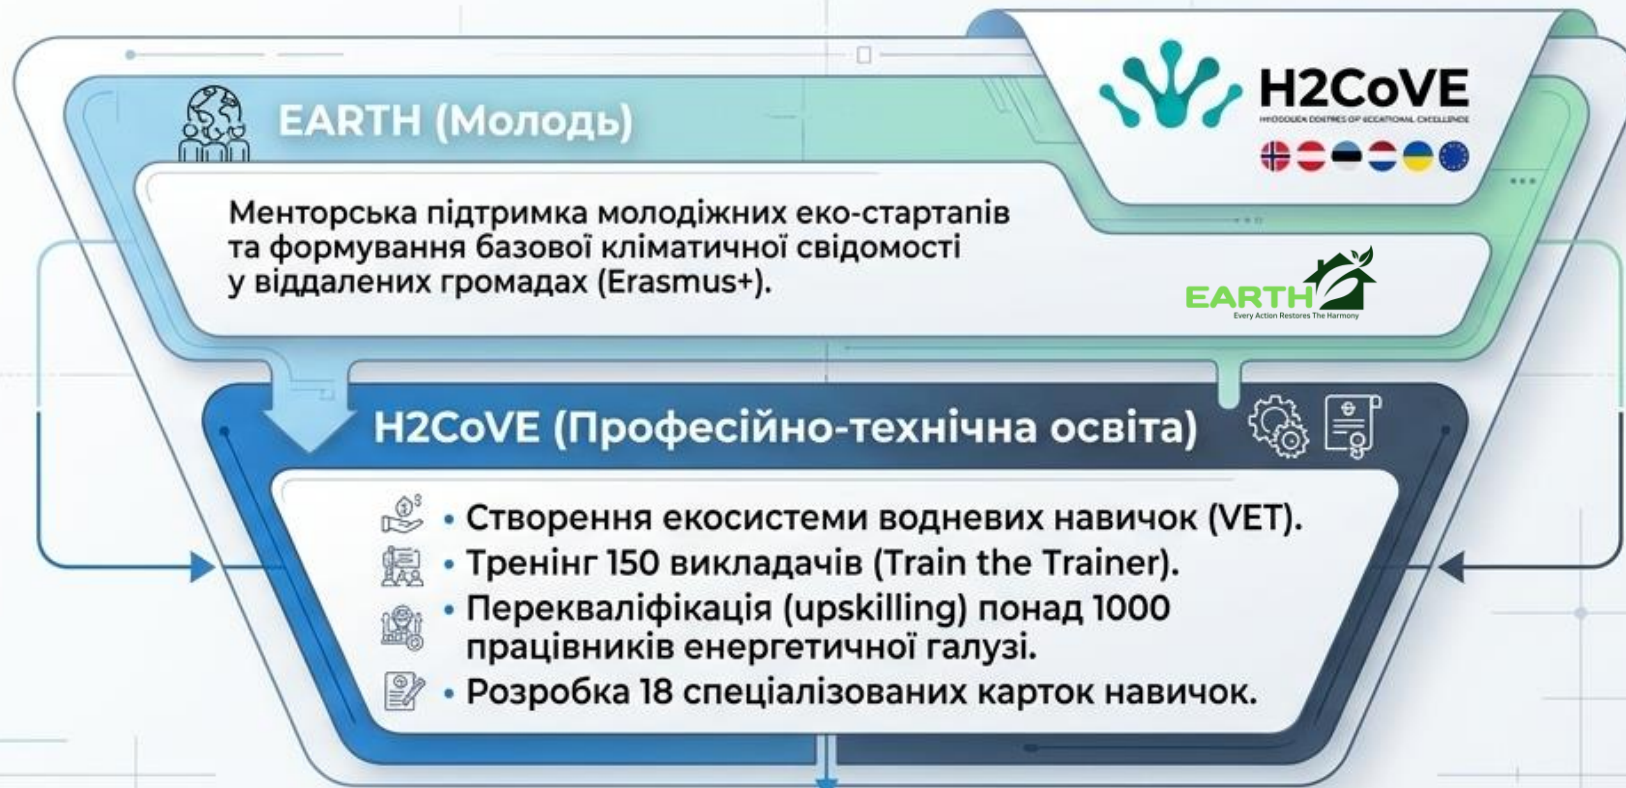 EARTH (Молодь)
H2CoVE
Менторська підтримка молодіжних еко-стартапів
та формування базової кліматичної свідомості
у віддалених громадах (Erasmus+).
EARTH
Every Action Restores The Harmony
H2CoVE (Професійно-технічна освіта)
• Створення екосистеми водневих навичок (VET).
• Тренінг 150 викладачів (Train the Trainer).
• Перекваліфікація (upskilling) понад 1000
працівників енергетичної галузі.
• Розробка 18 спеціалізованих карток навичок.